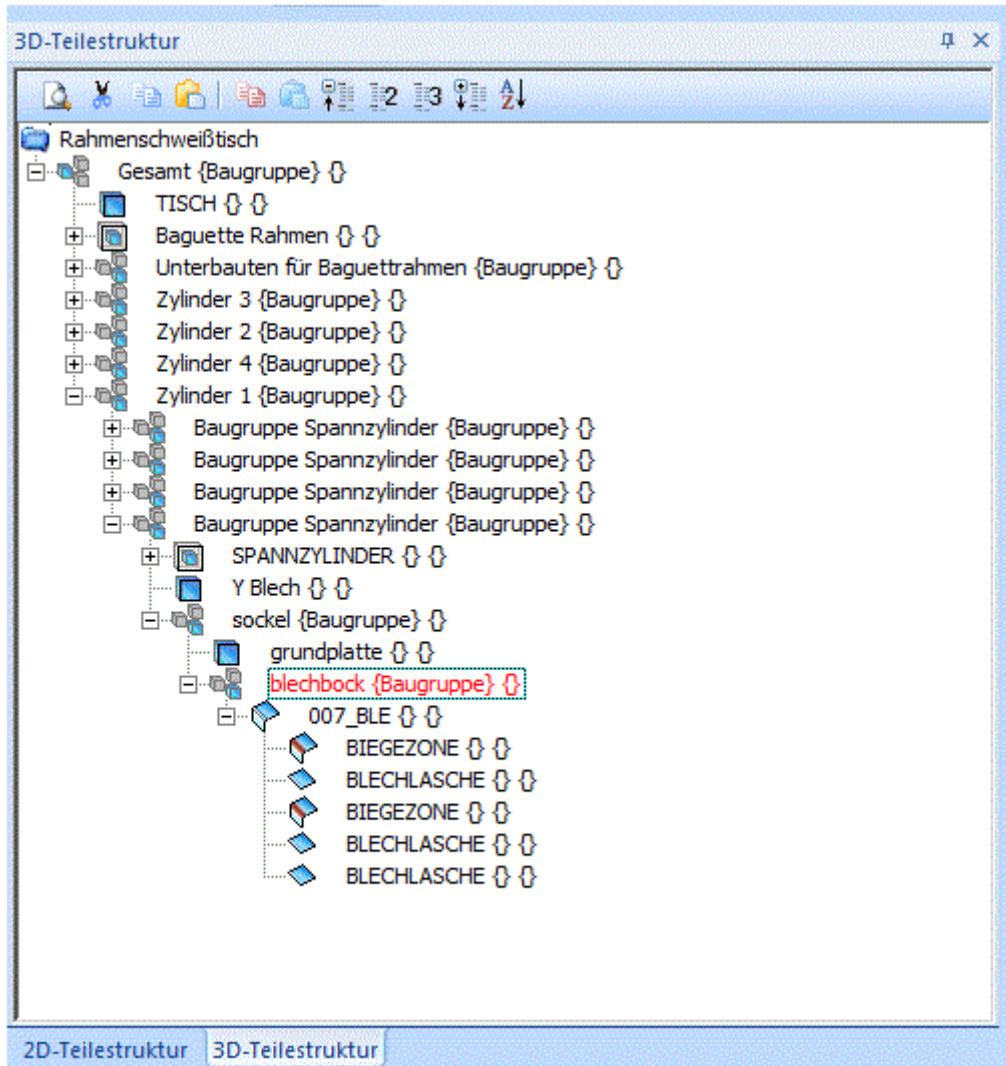 3D-Teilestruktur
2 3 A Z
Rahmenschweißtisch
Gesamt {Baugruppe} {}
TISCH {} {}
Baguette Rahmen {} {}
Unterbauten für Baguettrahmen {Baugruppe} {}
Zylinder 3 {Baugruppe} {}
Zylinder 2 {Baugruppe} {}
Zylinder 4 {Baugruppe} {}
Zylinder 1 {Baugruppe} {}
Baugruppe Spannzylinder {Baugruppe} {}
Baugruppe Spannzylinder {Baugruppe} {}
Baugruppe Spannzylinder {Baugruppe} {}
Baugruppe Spannzylinder {Baugruppe} {}
SPANNZYLINDER {} {}
Y Blech {} {}
sockel {Baugruppe} {}
grundplatte {} {}
blechbock {Baugruppe} {}
007_BLE {} {}
BIEGEZONE {} {}
BLECHLASCHE {} {}
BIEGEZONE {} {}
BLECHLASCHE {} {}
BLECHLASCHE {} {}
2D-Teilestruktur 3D-Teilestruktur